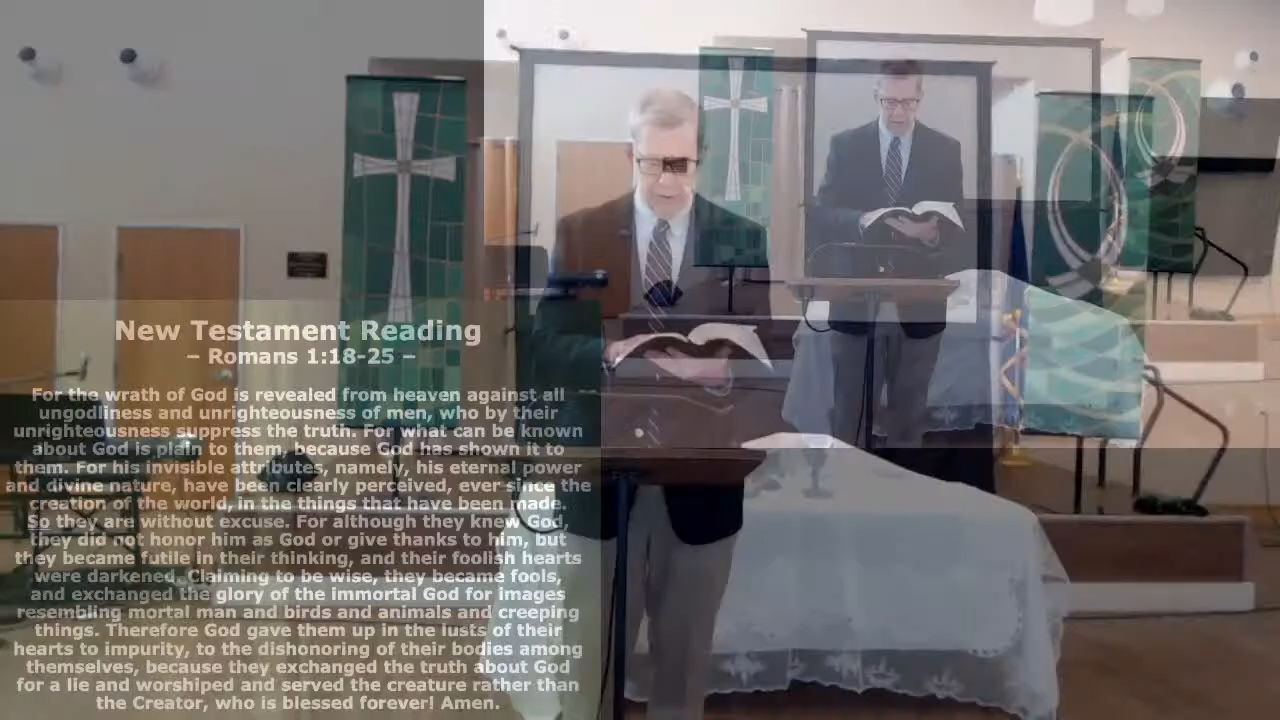 New Testament Reading
– Romans 1:18-25 –
For the wrath of God is revealed from heaven against all
ungodliness and unrighteousness of men, who by their
unrighteousness suppress the truth. For what can be known
about God is plain to them, because God has shown it to
them. For his invisible attributes, namely, his eternal power
and divine nature, have been clearly perceived, ever since the
creation of the world, in the things that have been made.
So they are without excuse. For although they knew God,
they did not honor him as God or give thanks to him, but
they became futile in their thinking, and their foolish hearts
were darkened. Claiming to be wise, they became fools,
and exchanged the glory of the immortal God for images
resembling mortal man and birds and animals and creeping
things. Therefore God gave them up in the lusts of their
hearts to impurity, to the dishonoring of their bodies among
themselves, because they exchanged the truth about God
for a lie and worshiped and served the creature rather than
the Creator, who is blessed forever! Amen.